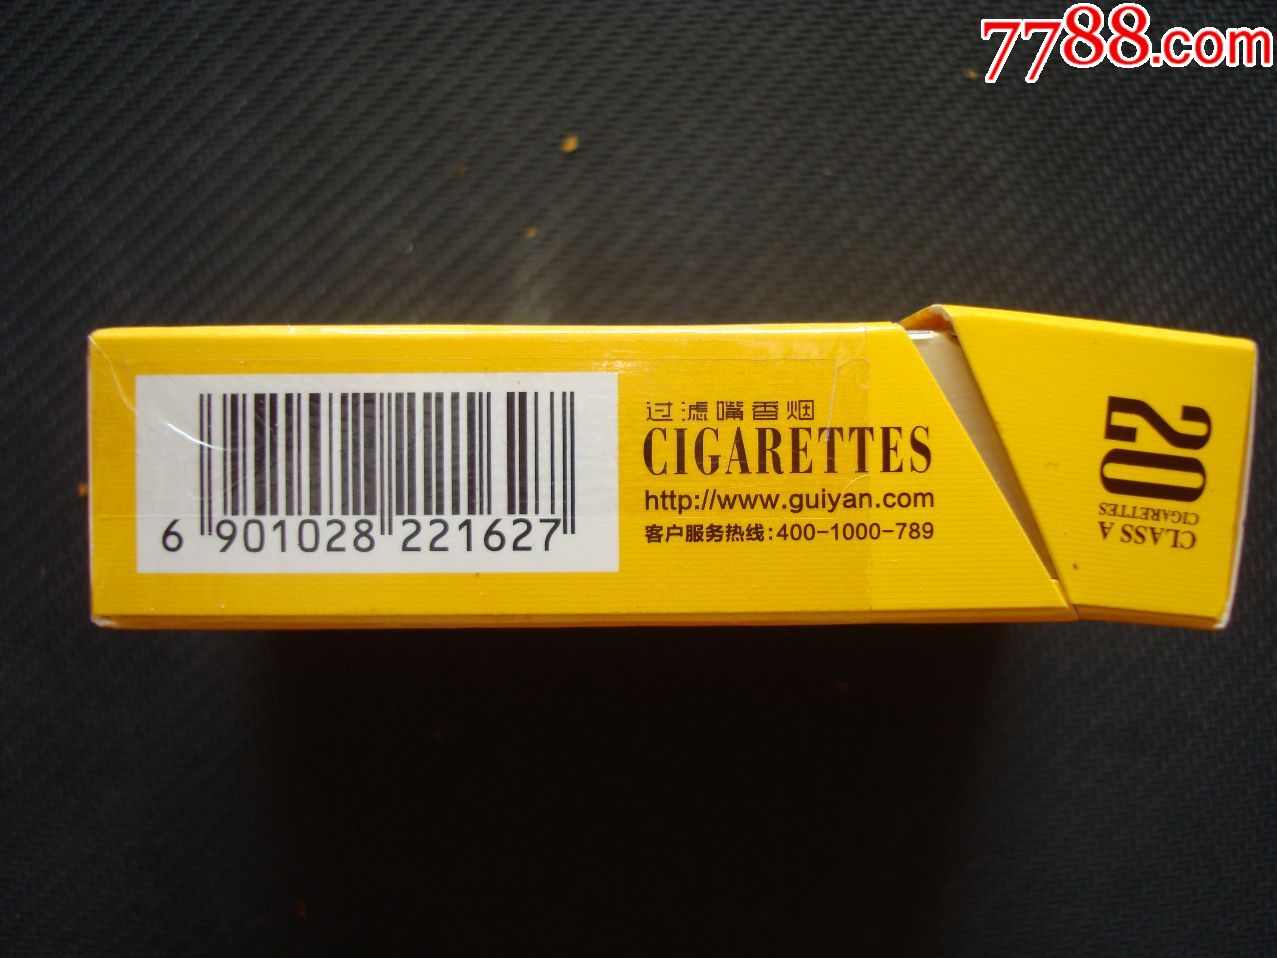 7788.com
过滤嘴香烟
CIGARETTES
http://www.guiyan.com
客户服务热线:400-1000-789
6 901028 221627
20
CLASS A
CIGARETTES